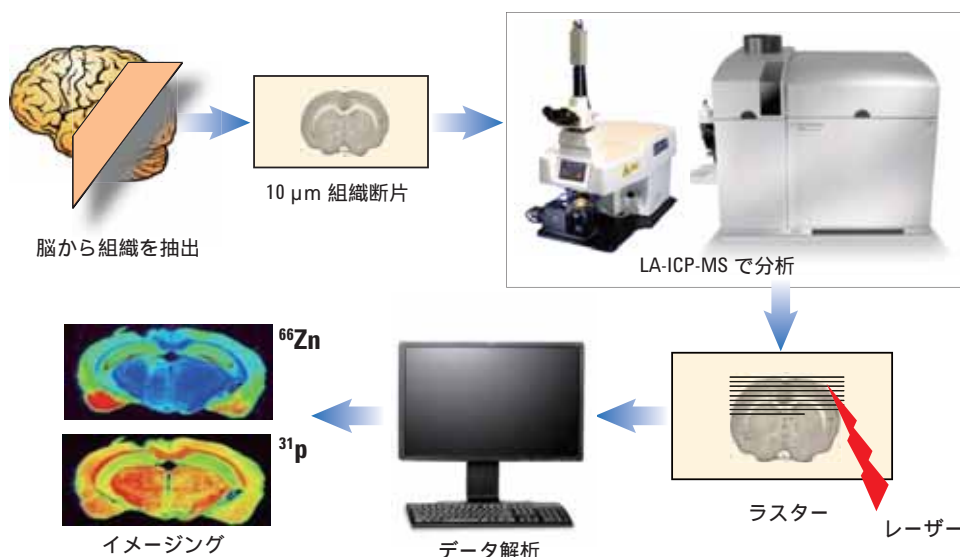 脳から組織を抽出
10 µm 組織断片
LA-ICP-MS で分析
ラスター
レーザー
データ解析
⁶⁶Zn
³¹p
イメージング